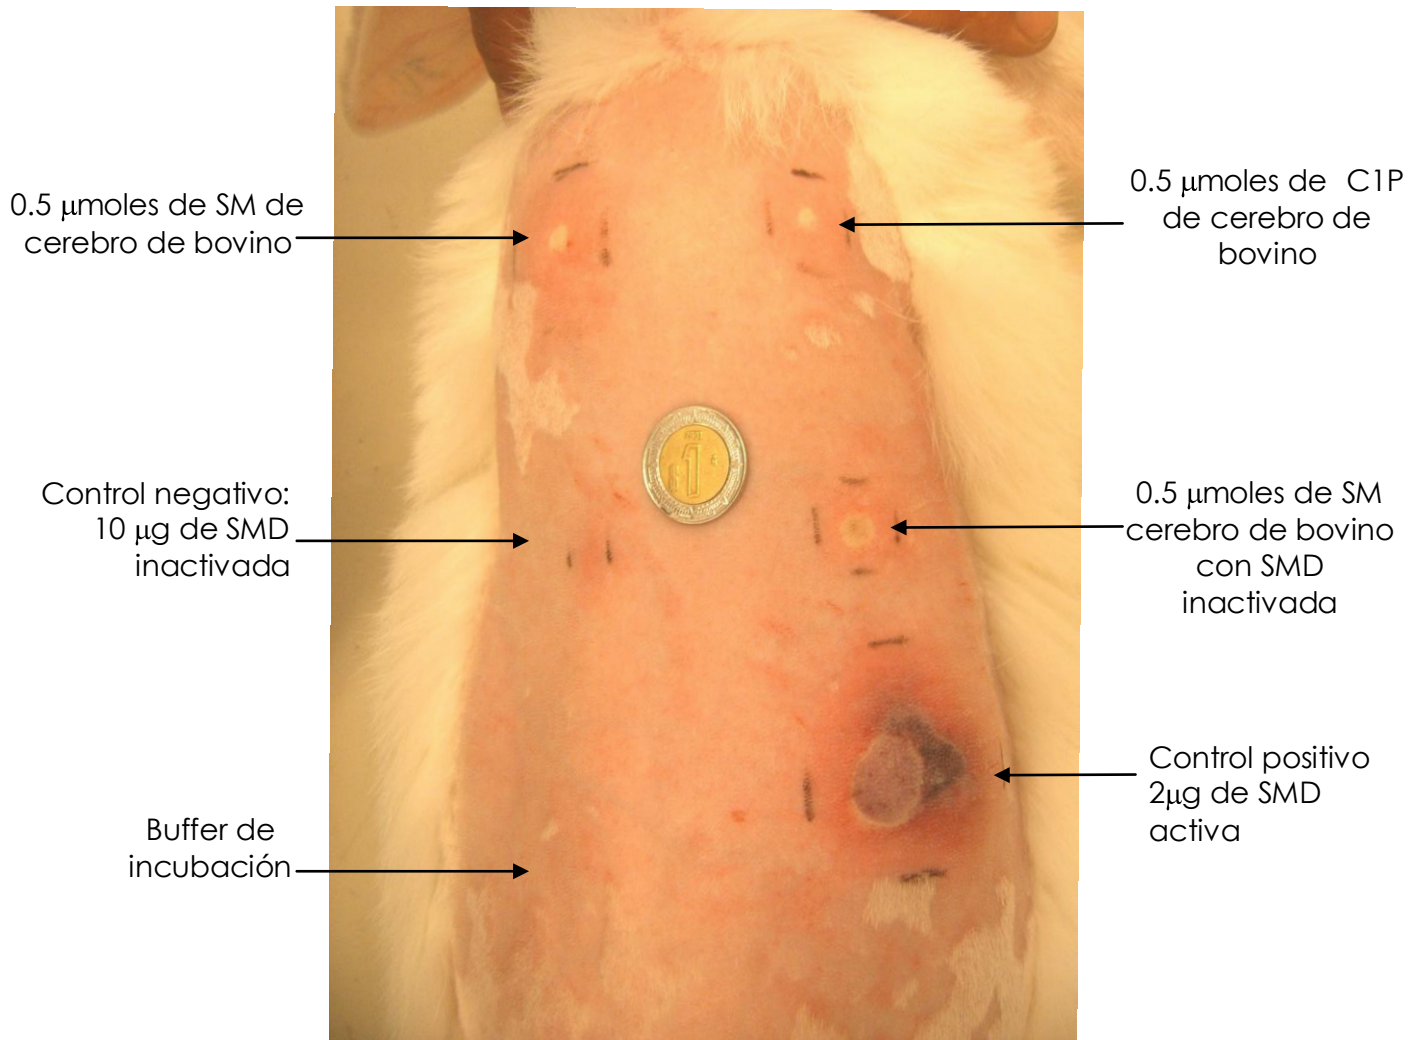 0.5 μmoles de SM de
cerebro de bovino
0.5 μmoles de C1P
de cerebro de
bovino
Control negativo:
10 μg de SMD
inactivada
$1
0.5 μmoles de SM
cerebro de bovino
con SMD
inactivada
Buffer de
incubación
Control positivo
2μg de SMD
activa